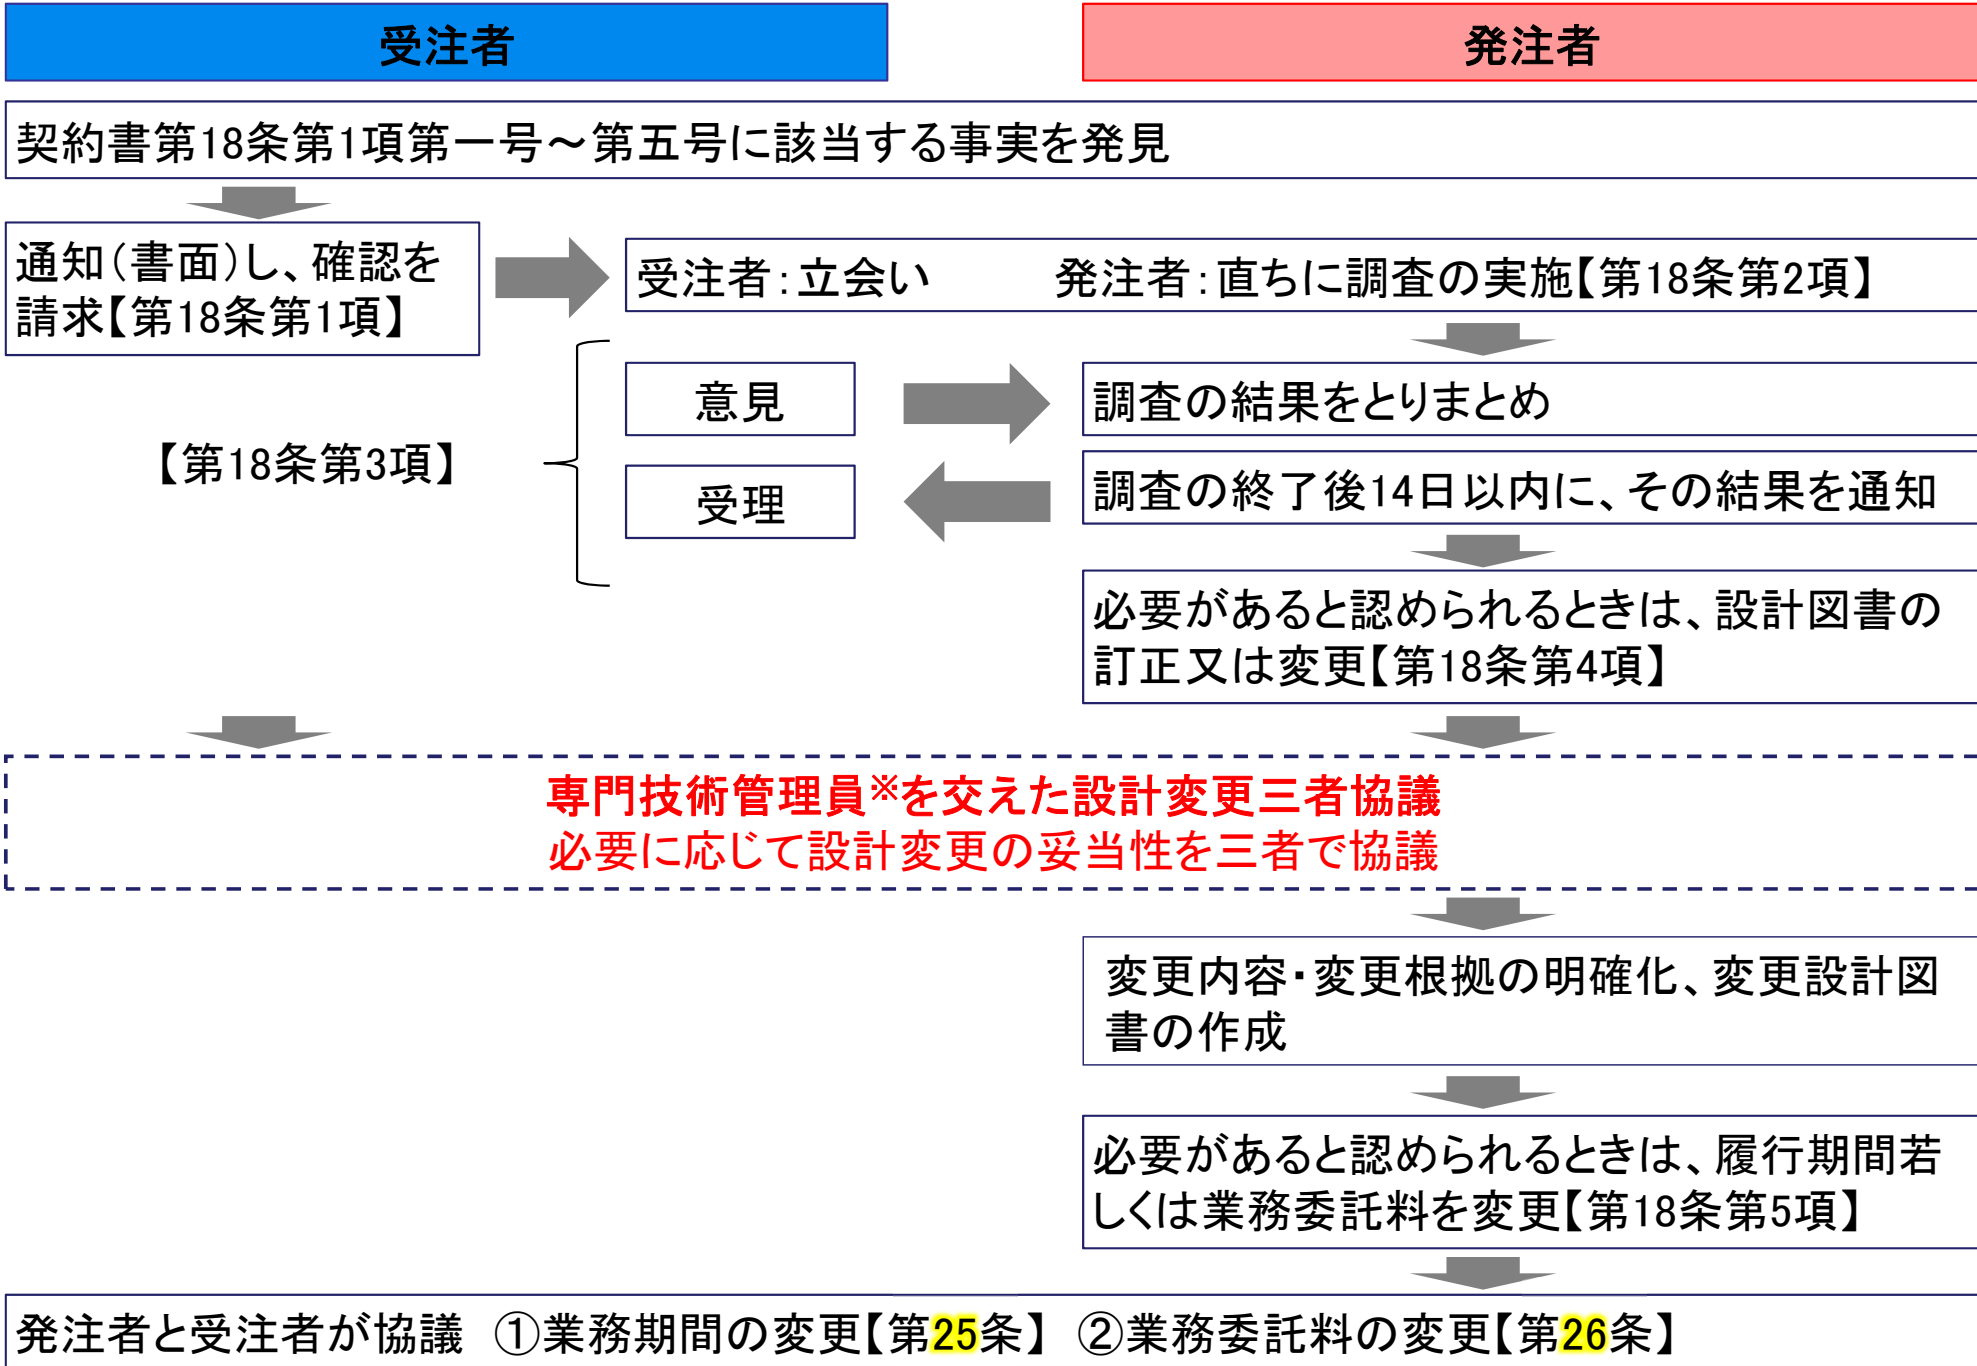 受注者
発注者
契約書第18条第1項第一号～第五号に該当する事実を発見
通知（書面）し、確認を
請求【第18条第1項】
受注者：立会い　　発注者：直ちに調査の実施【第18条第2項】
意見
調査の結果をとりまとめ
【第18条第3項】
受理
調査の終了後14日以内に、その結果を通知
必要があると認められるときは、設計図書の
訂正又は変更【第18条第4項】
専門技術管理員※を交えた設計変更三者協議
必要に応じて設計変更の妥当性を三者で協議
変更内容・変更根拠の明確化、変更設計図
書の作成
必要があると認められるときは、履行期間若
しくは業務委託料を変更【第18条第5項】
発注者と受注者が協議　①業務期間の変更【第25条】　②業務委託料の変更【第26条】